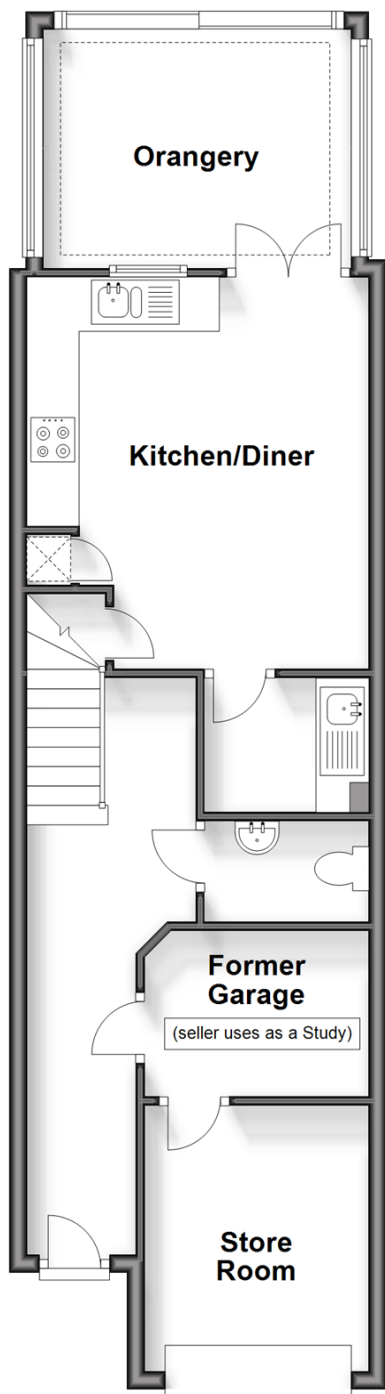 Orangery
Kitchen/Diner
Former
Garage
(seller uses as a Study)
Store
Room